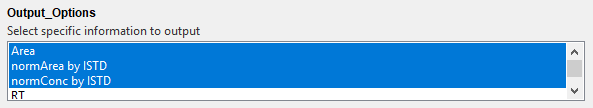 Output_Options
Select specific information to output
Area
normArea by ISTD
normConc by ISTD
RT